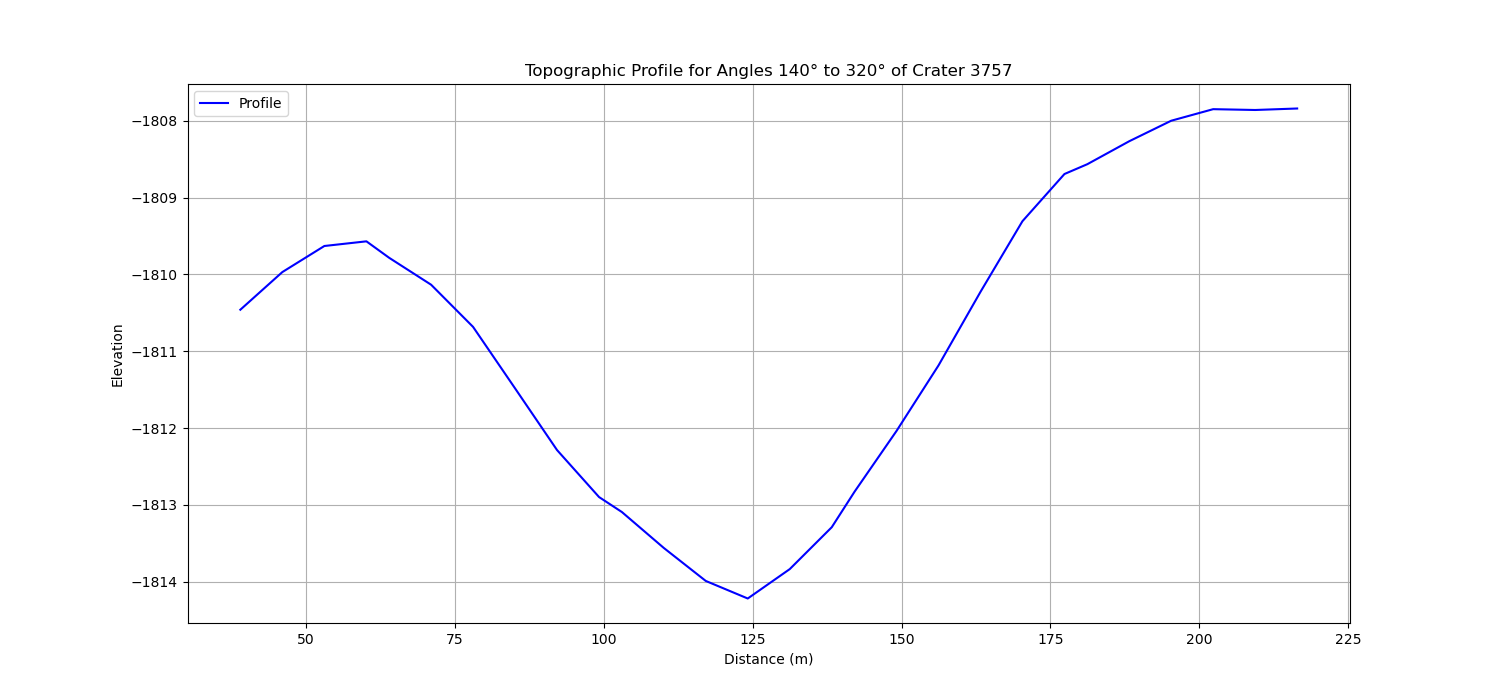 Topographic Profile for Angles 140° to 320° of Crater 3757
Profile
−1808
−1809
−1810
−1811
−1812
−1813
−1814
Elevation
50 75 100 125 150 175 200 225
Distance (m)